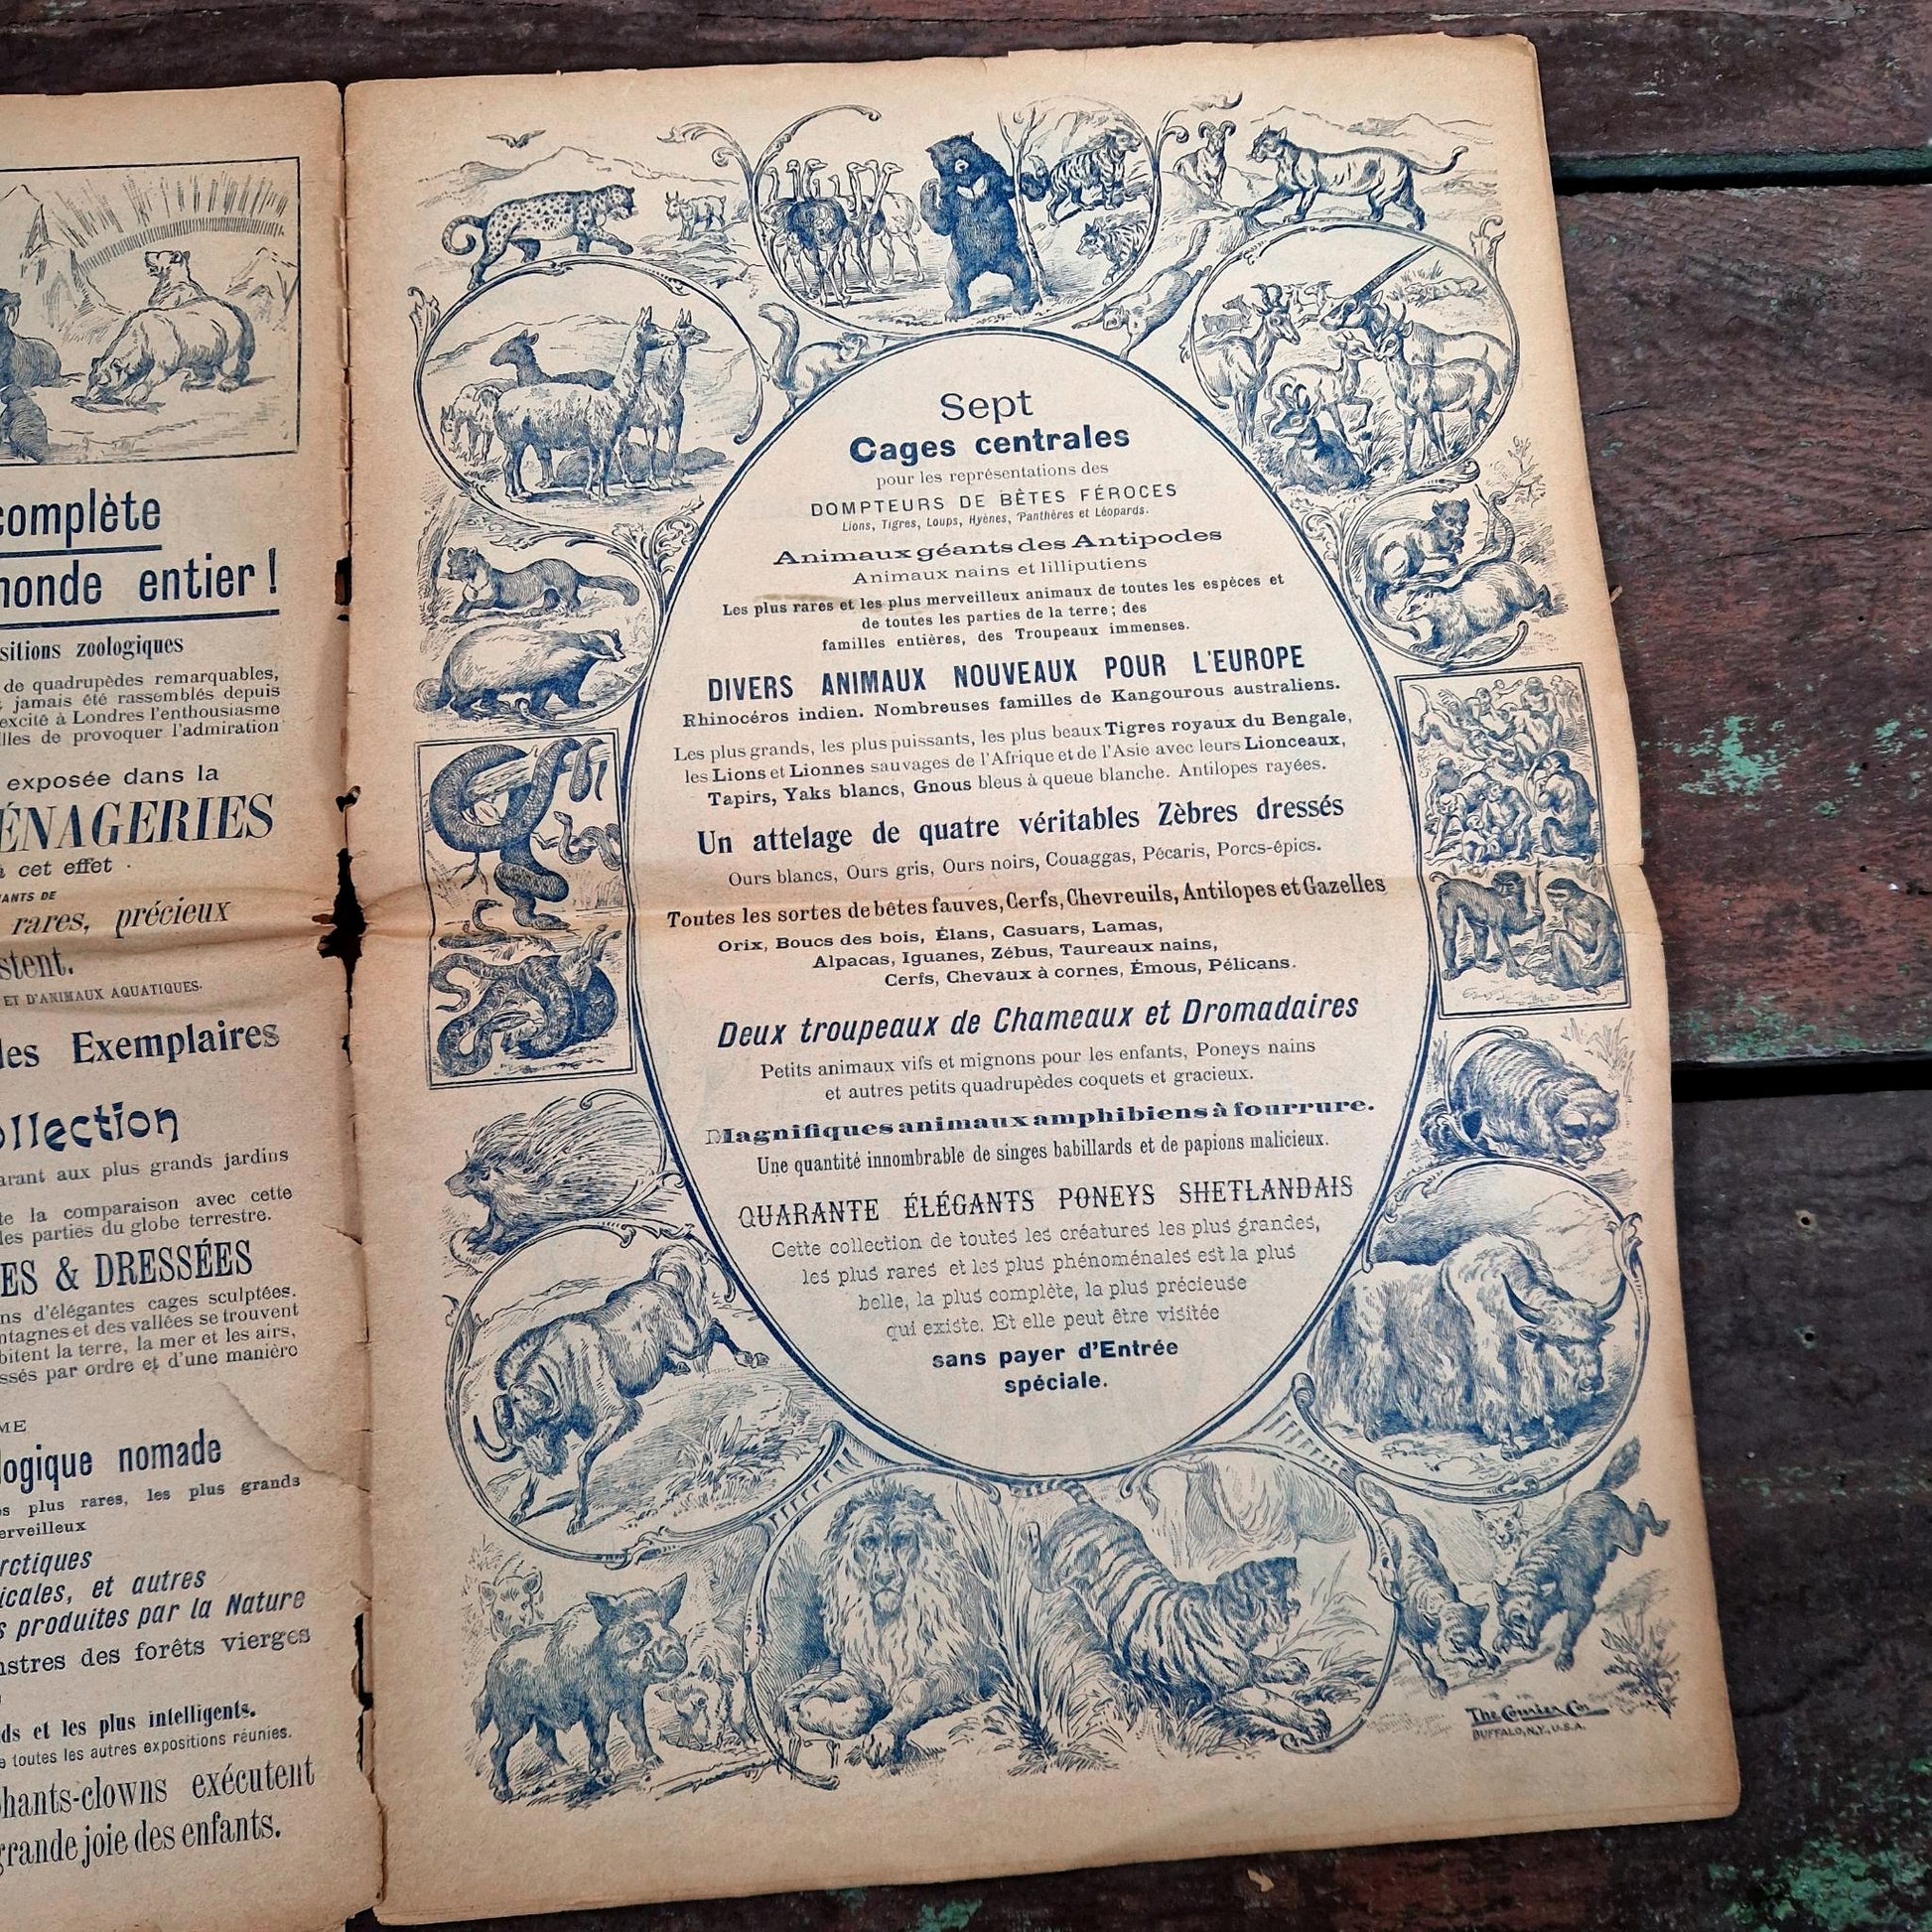 complète
monde entier !
sitions zoologiques
de quadrupèdes remarquables,
jamais été rassemblés depuis
excité à Londres l'enthousiasme
lles de provoquer l'admiration
exposée dans la
ÉNAGERIES
à cet effet
ANTS DE
rares, précieux
stent.
ET D'ANIMAUX AQUATIQUES.
les Exemplaires
ollection
arant aux plus grands jardins
te la comparaison avec cette
les parties du globe terrestre.
ES & DRESSÉES
ns d'élégantes cages sculptées.
ntagnes et des vallées se trouvent
bitent la terre, la mer et les airs,
ssés par ordre et d'une manière
ME
logique nomade
os plus rares, les plus grands
erveilleux
rctiques
icales, et autres
s produites par la Nature
nstres des forêts vierges
ds et les plus intelligents.
e toutes les autres expositions réunies.
phants-clowns exécutent
grande joie des enfants.
Sept
Cages centrales
pour les représentations des
DOMPTEURS DE BÊTES FÉROCES
Lions, Tigres, Loups, Hyènes, Panthères et Léopards.
Animaux géants des Antipodes
Animaux nains et lilliputiens
Les plus rares et les plus merveilleux animaux de toutes les espèces et
de toutes les parties de la terre ; des
familles entières, des Troupeaux immenses.
DIVERS ANIMAUX NOUVEAUX POUR L'EUROPE
Rhinocéros indien. Nombreuses familles de Kangourous australiens.
Les plus grands, les plus puissants, les plus beaux Tigres royaux du Bengale,
les Lions et Lionnes sauvages de l'Afrique et de l'Asie avec leurs Lionceaux,
Tapirs, Yaks blancs, Gnous bleus à queue blanche. Antilopes rayées.
Un attelage de quatre véritables Zèbres dressés
Ours blancs, Ours gris, Ours noirs, Couaggas, Pécaris, Porcs-épics.
Toutes les sortes de bêtes fauves, Cerfs, Chevreuils, Antilopes et Gazelles
Orix, Boucs des bois, Élans, Casuars, Lamas,
Alpacas, Iguanes, Zébus, Taureaux nains,
Cerfs, Chevaux à cornes, Émous, Pélicans.
Deux troupeaux de Chameaux et Dromadaires
Petits animaux vifs et mignons pour les enfants, Poneys nains
et autres petits quadrupèdes coquets et gracieux.
Magnifiques animaux amphibiens à fourrure.
Une quantité innombrable de singes babillards et de papions malicieux.
QUARANTE ÉLÉGANTS PONEYS SHETLANDAIS
Cette collection de toutes les créatures les plus grandes,
les plus rares et les plus phénoménales est la plus
belle, la plus complète, la plus précieuse
qui existe. Et elle peut être visitée
sans payer d'Entrée
spéciale.
The Courier Co.
BUFFALO, N.Y., U.S.A.